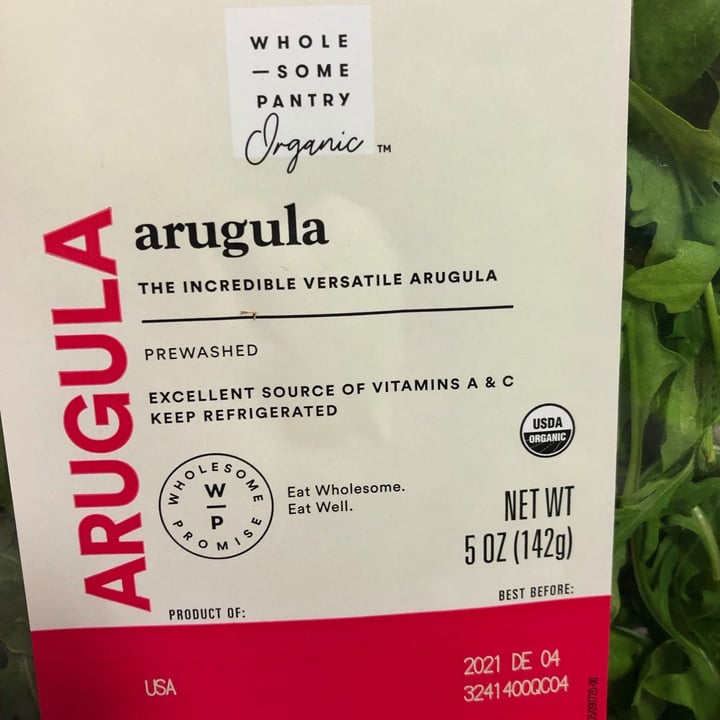 WHOLE
—SOME
PANTRY
Organic™
ARUGULA
arugula
THE INCREDIBLE VERSATILE ARUGULA
PREWASHED
EXCELLENT SOURCE OF VITAMINS A & C
KEEP REFRIGERATED
USDA
ORGANIC
WHOLESOME
W
P
PROMISE
Eat Wholesome.
Eat Well.
NET WT
5 OZ (142g)
PRODUCT OF:
BEST BEFORE:
USA
2021 DE 04
3241400QC04